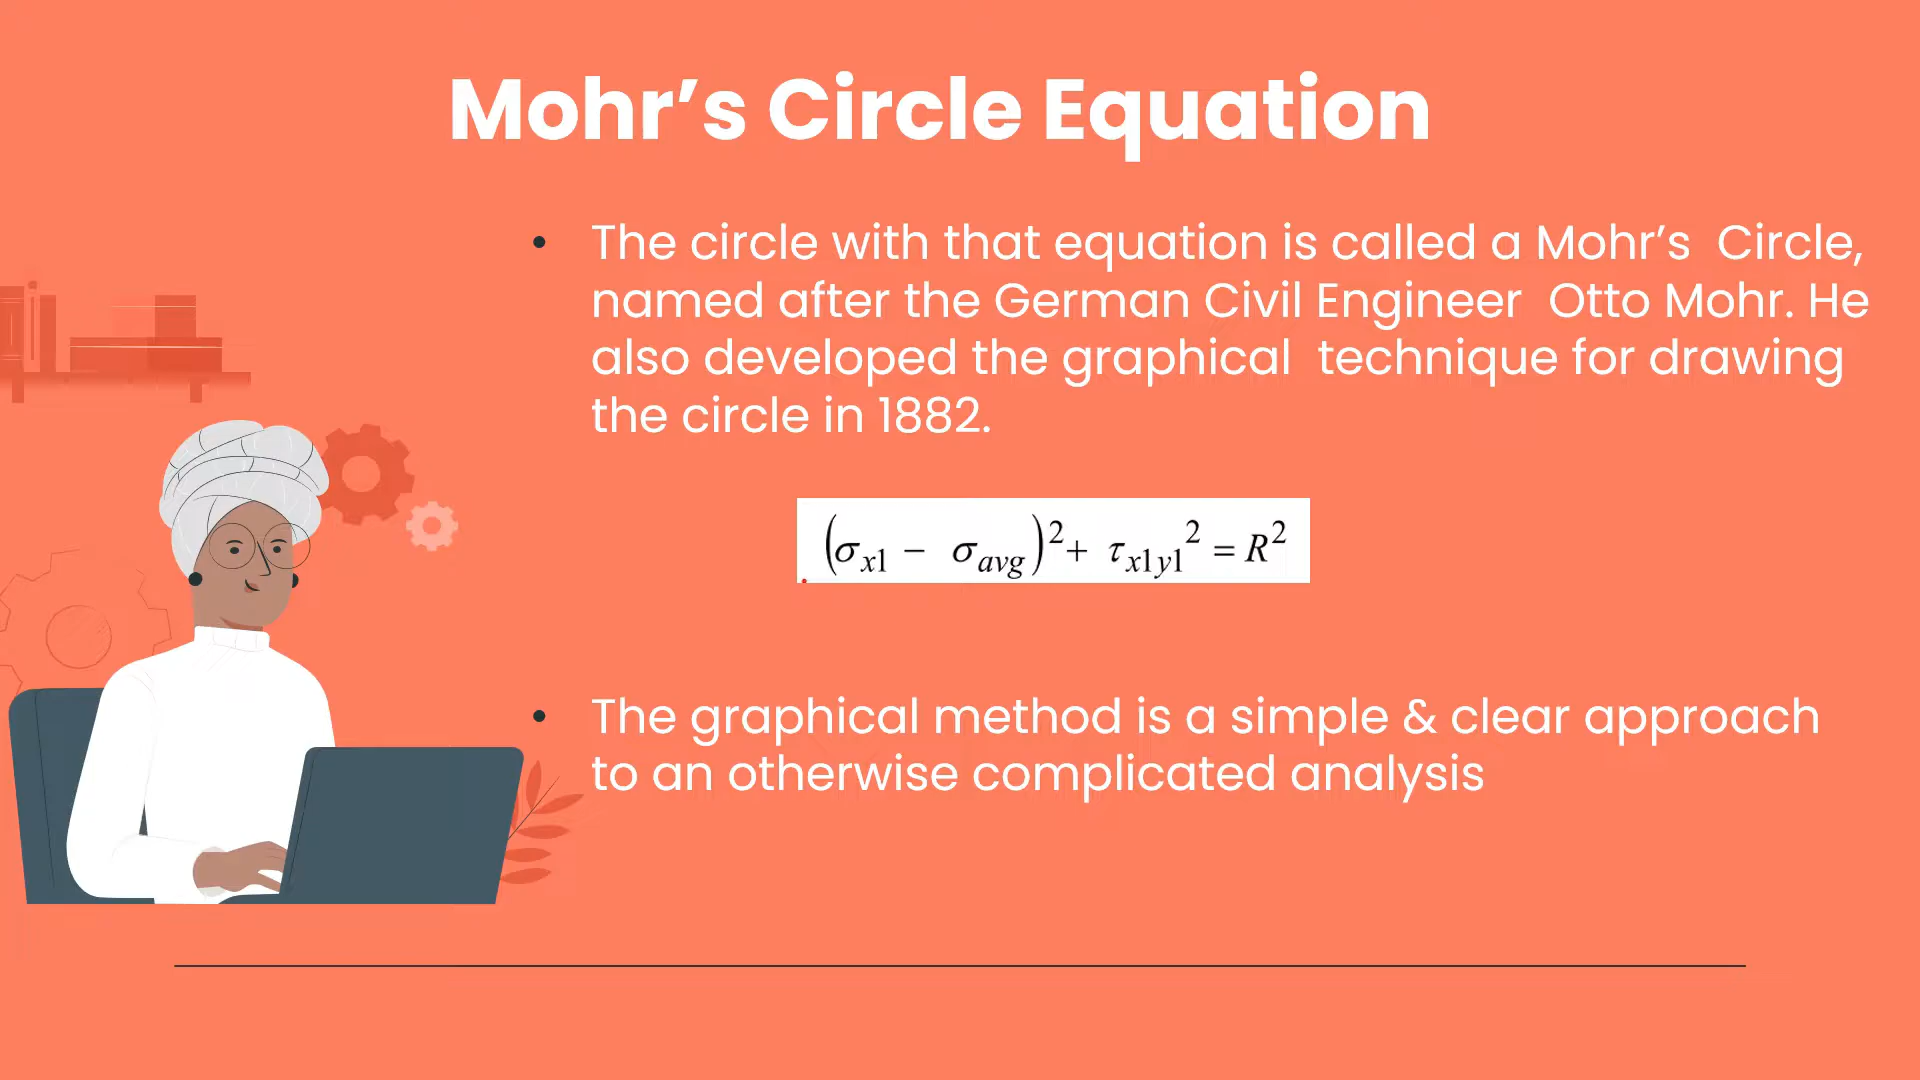 Mohr’s Circle Equation
• The circle with that equation is called a Mohr’s Circle,
named after the German Civil Engineer Otto Mohr. He
also developed the graphical technique for drawing
the circle in 1882.
(σx1 − σavg)² + τx1y1² = R²
• The graphical method is a simple & clear approach
to an otherwise complicated analysis